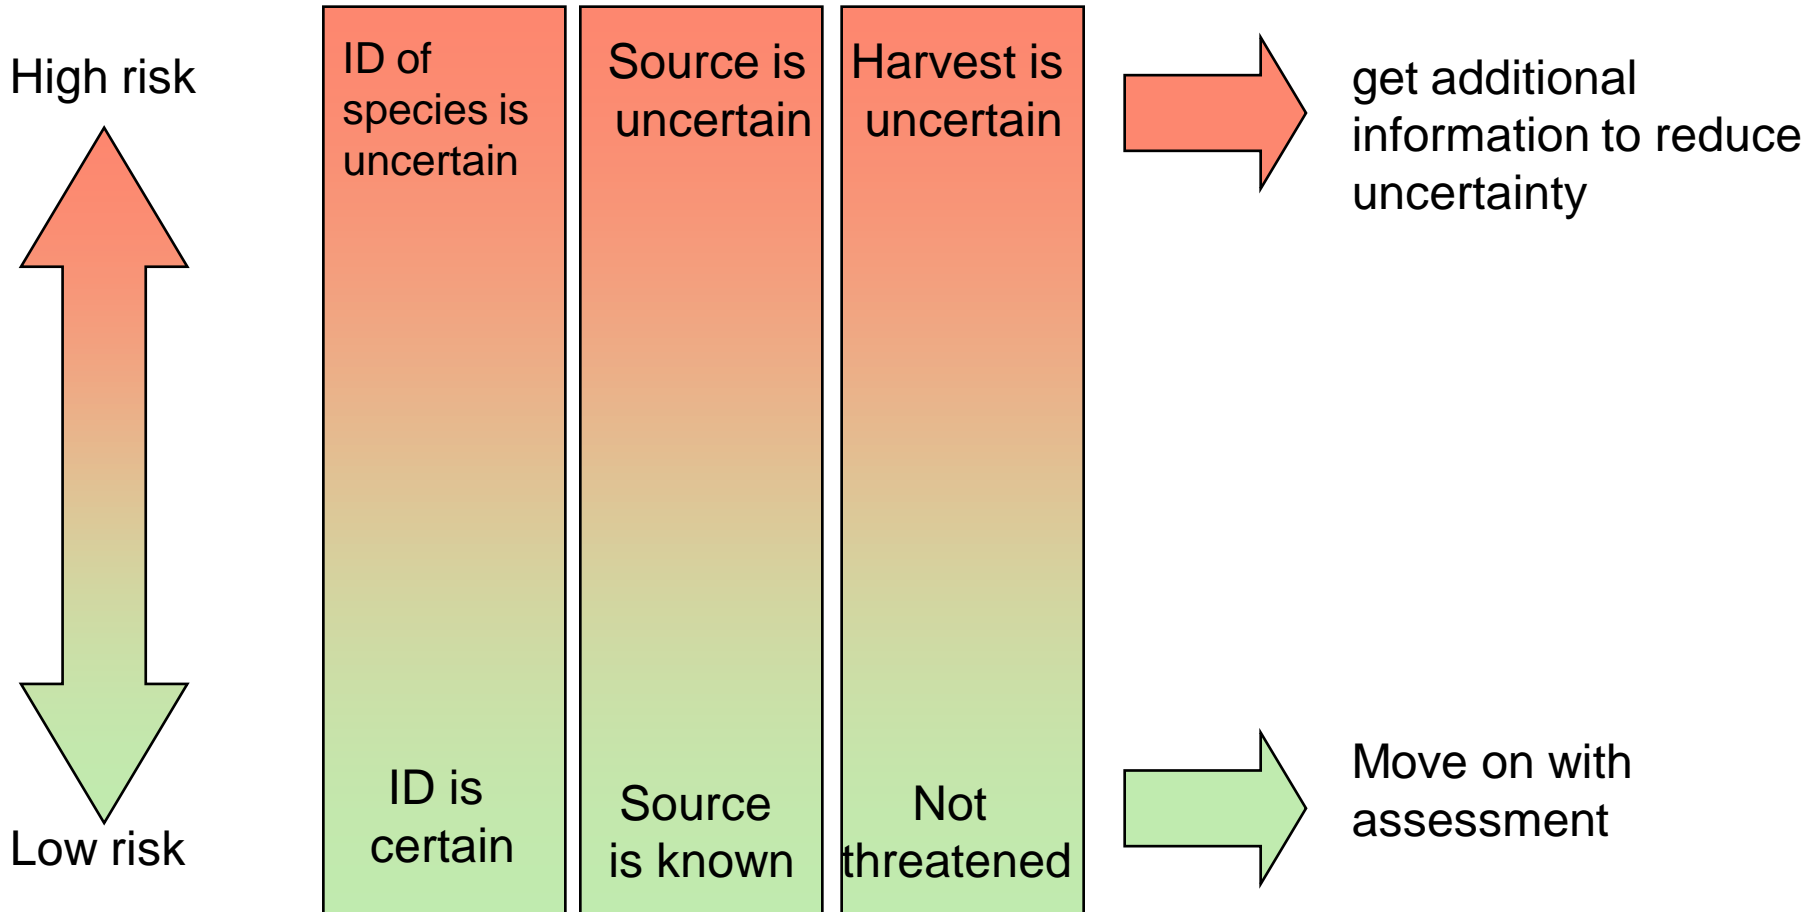 High risk
ID of
species is
uncertain
Source is
uncertain
Harvest is
uncertain
get additional
information to reduce
uncertainty
Low risk
ID is
certain
Source
is known
Not
threatened
Move on with
assessment